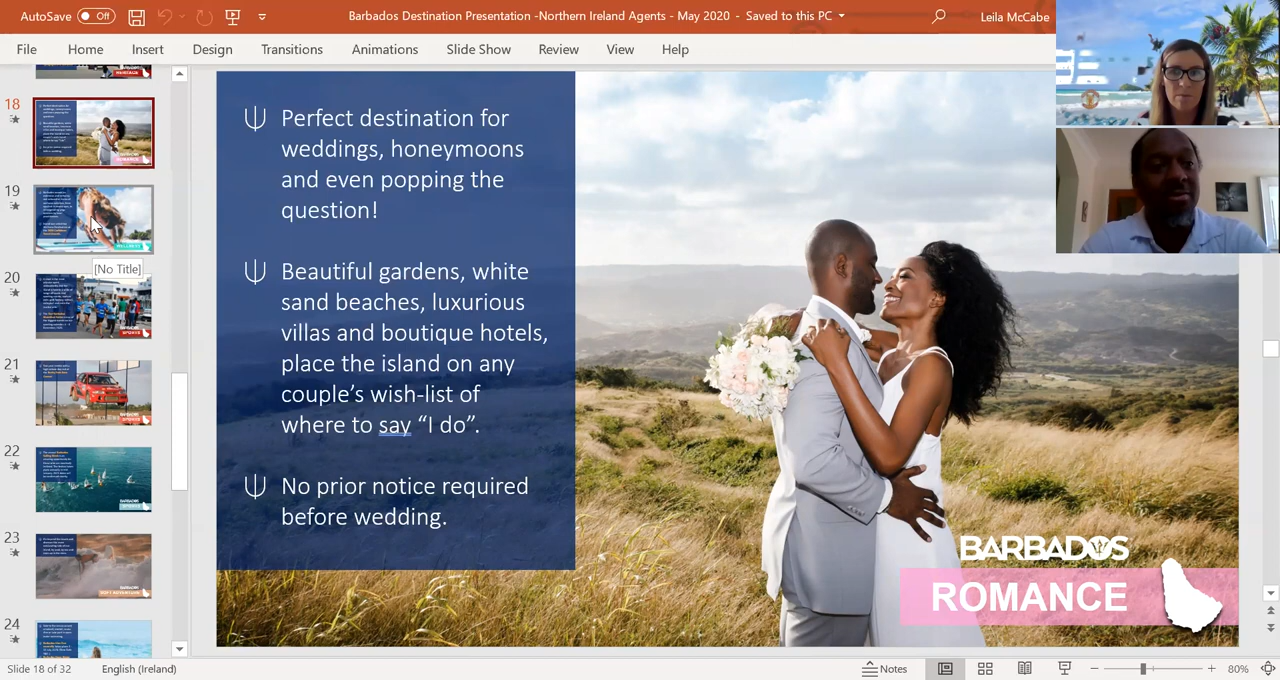 AutoSave Off
Barbados Destination Presentation -Northern Ireland Agents - May 2020 - Saved to this PC
Leila McCabe
File Home Insert Design Transitions Animations Slide Show Review View Help
18
19
[No Title]
20
21
22
23
24
Perfect destination for
weddings, honeymoons
and even popping the
question!
Beautiful gardens, white
sand beaches, luxurious
villas and boutique hotels,
place the island on any
couple’s wish-list of
where to say “I do”.
No prior notice required
before wedding.
BARBADOS
ROMANCE
Slide 18 of 32 English (Ireland) Notes 80%